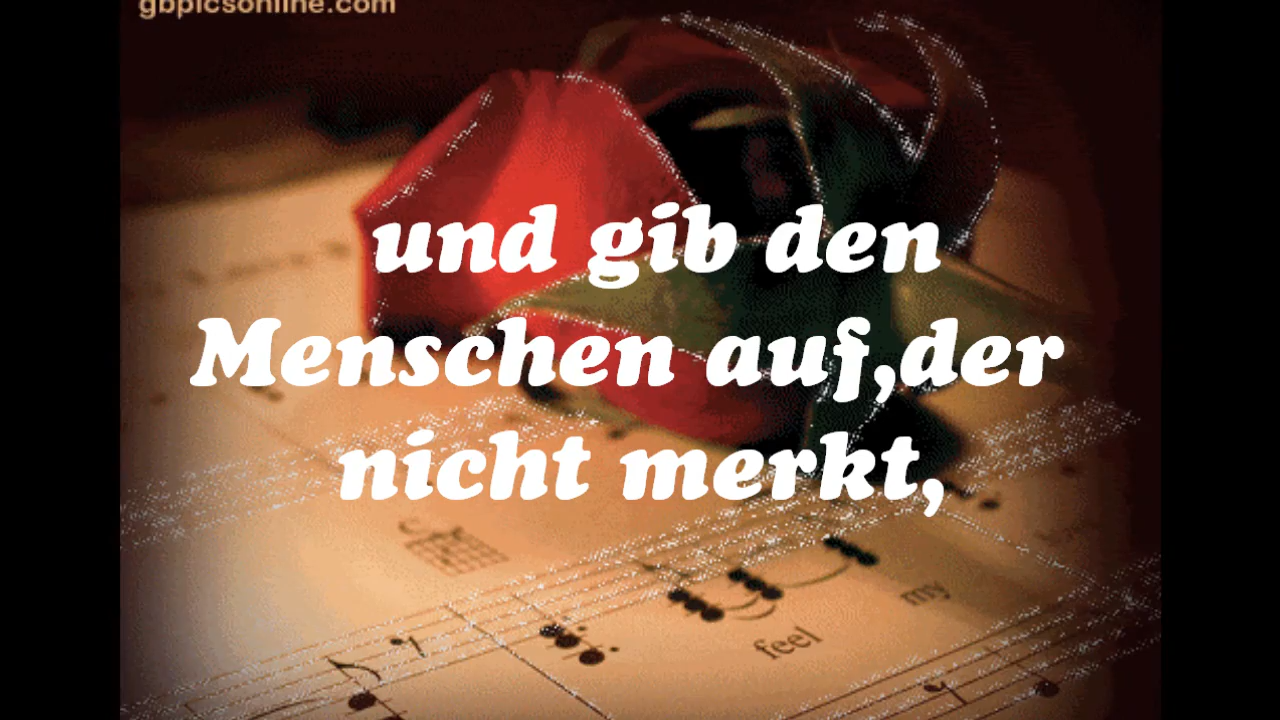 gbpicsonline.com
und gib den
Menschen auf,der
nicht merkt,
my
feel